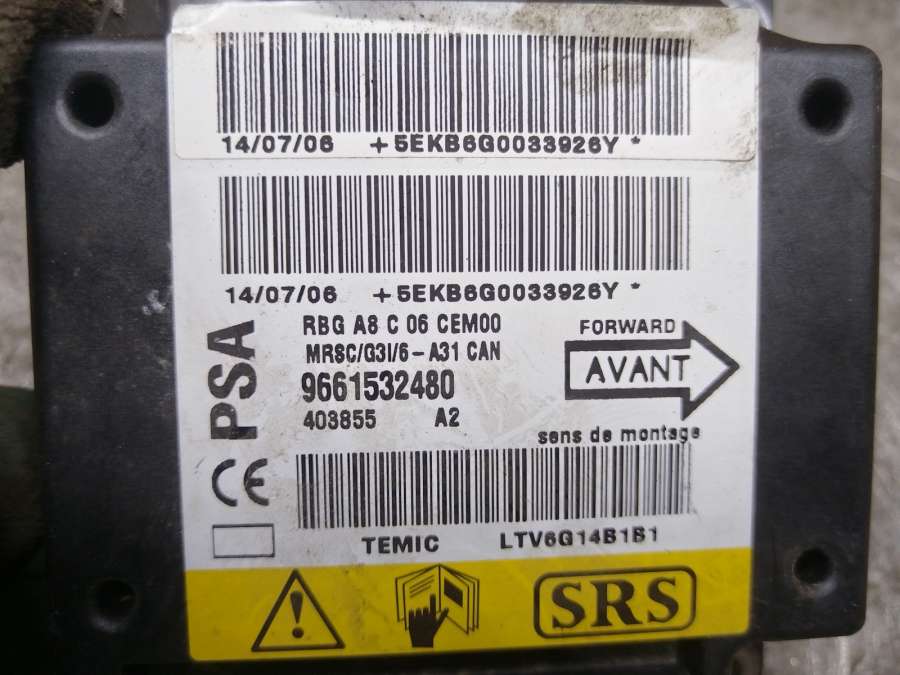 14/07/06 +5EKB6G0033926Y *
14/07/06 +5EKB6G0033926Y *
PSA
RBG A8 C 06 CEM00
MRSC/G3I/6-A31 CAN
9661532480
403855 A2
FORWARD
AVANT
sens de montage
CE
TEMIC LTV6G14B1B1
SRS